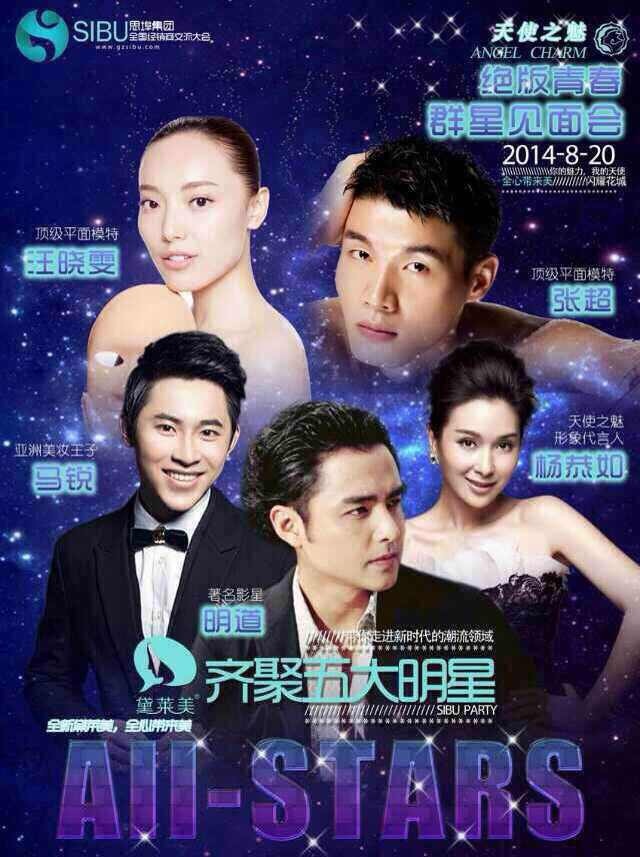 SIBU 思埠集团
全国经销商交流大会
www.gzsibu.com
天使之魅
ANGEL CHARM
绝版青春
群星见面会
2014-8-20
你的魅力，我的天使
金心带来美//////////闪耀花城
顶级平面模特
汪晓雯
顶级平面模特
张超
亚洲美妆王子
马锐
天使之魅
形象代言人
杨恭如
著名影星
明道
带你走进新时代的潮流领域
齐聚五大明星
SIBU PARTY
黛莱美®
全新黛莱美，全心带来美
All-STARS